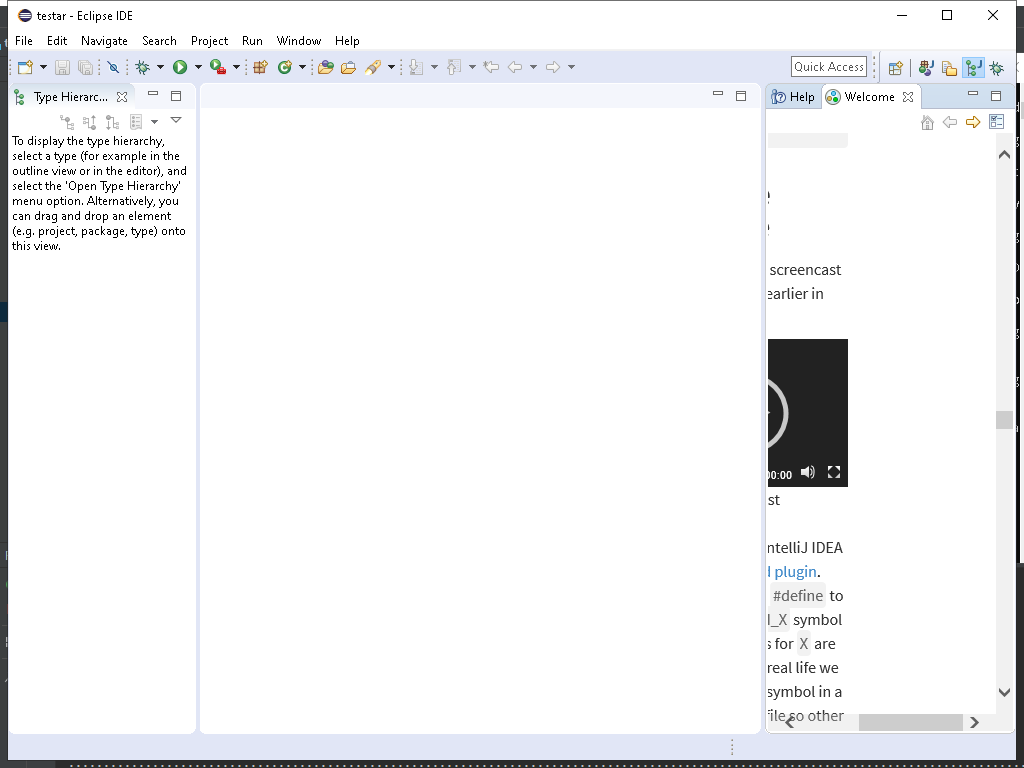 testar - Eclipse IDE
File Edit Navigate Search Project Run Window Help
Quick Access
Type Hierarc...
To display the type hierarchy,
select a type (for example in the
outline view or in the editor), and
select the 'Open Type Hierarchy'
menu option. Alternatively, you
can drag and drop an element
(e.g. project, package, type) onto
this view.
Help Welcome
screencast
earlier in
00:00
st
ntelliJ IDEA
plugin.
#define to
_X symbol
s for X are
real life we
symbol in a
file so other